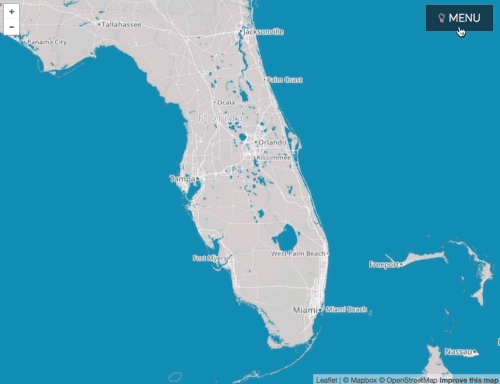 +
−
MENU
Tallahassee
Jacksonville
Panama City
Palm Coast
Ocala
Florida
Orlando
Kissimmee
Tampa
West Palm Beach
Fort Myers
Freeport
Miami
Miami Beach
Nassau
Leaflet | © Mapbox © OpenStreetMap Improve this map